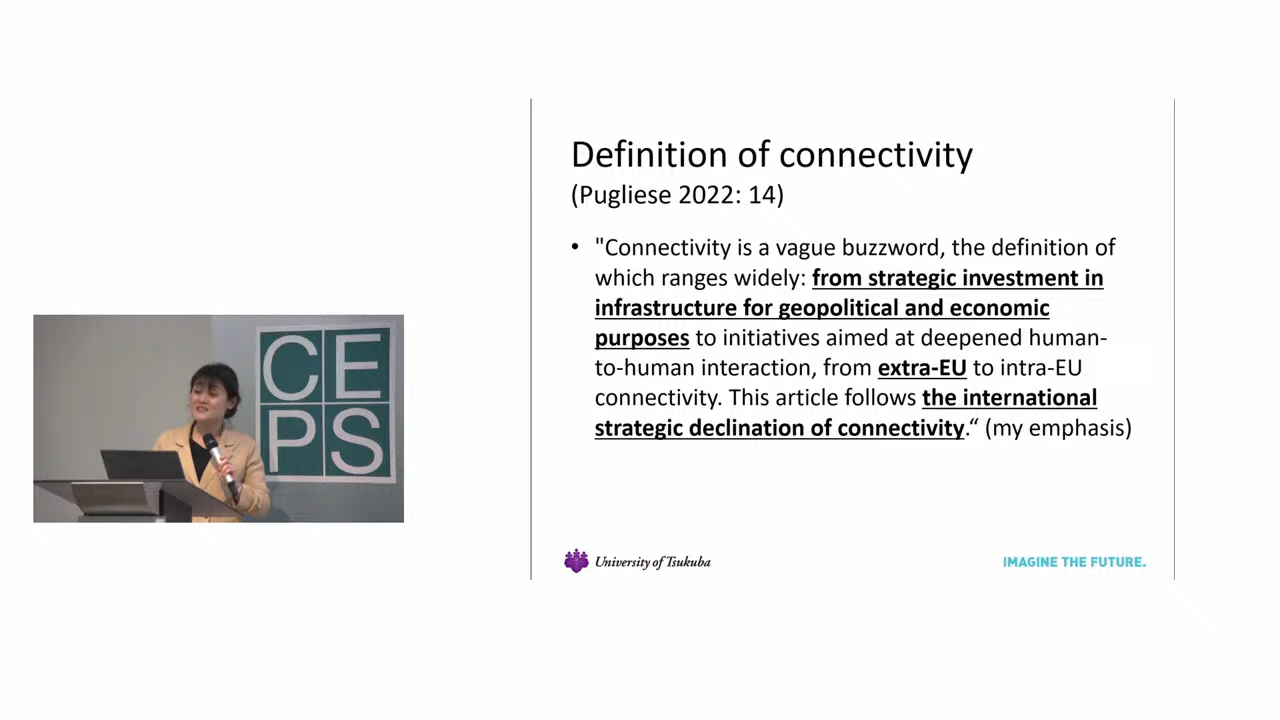 CE
PS
Definition of connectivity
(Pugliese 2022: 14)
• "Connectivity is a vague buzzword, the definition of
which ranges widely: from strategic investment in
infrastructure for geopolitical and economic
purposes to initiatives aimed at deepened human-
to-human interaction, from extra-EU to intra-EU
connectivity. This article follows the international
strategic declination of connectivity.“ (my emphasis)
University of Tsukuba
IMAGINE THE FUTURE.